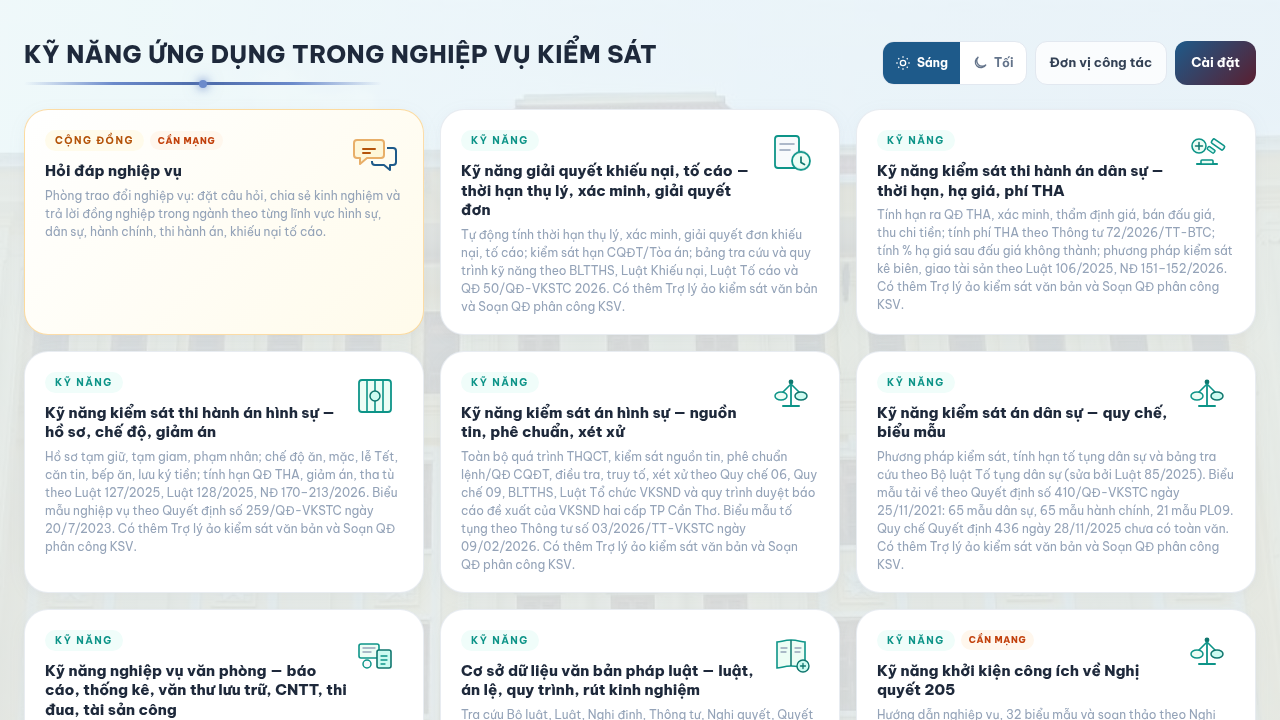 KỸ NĂNG ỨNG DỤNG TRONG NGHIỆP VỤ KIỂM SÁT
Sáng
Tối
Đơn vị công tác
Cài đặt
CỘNG ĐỒNG
CẦN MẠNG
Hỏi đáp nghiệp vụ
Phòng trao đổi nghiệp vụ: đặt câu hỏi, chia sẻ kinh nghiệm và
trả lời đồng nghiệp trong ngành theo từng lĩnh vực hình sự,
dân sự, hành chính, thi hành án, khiếu nại tố cáo.
KỸ NĂNG
Kỹ năng giải quyết khiếu nại, tố cáo —
thời hạn thụ lý, xác minh, giải quyết
đơn
Tự động tính thời hạn thụ lý, xác minh, giải quyết đơn khiếu
nại, tố cáo; kiểm sát hạn CQĐT/Tòa án; bảng tra cứu và quy
trình kỹ năng theo BLTTHS, Luật Khiếu nại, Luật Tố cáo và
QĐ 50/QĐ-VKSTC 2026. Có thêm Trợ lý ảo kiểm sát văn bản
và Soạn QĐ phân công KSV.
KỸ NĂNG
Kỹ năng kiểm sát thi hành án dân sự —
thời hạn, hạ giá, phí THA
Tính hạn ra QĐ THA, xác minh, thẩm định giá, bán đấu giá,
thu chi tiền; tính phí THA theo Thông tư 72/2026/TT-BTC;
tính % hạ giá sau đấu giá không thành; phương pháp kiểm sát
kê biên, giao tài sản theo Luật 106/2025, NĐ 151-152/2026.
Có thêm Trợ lý ảo kiểm sát văn bản và Soạn QĐ phân công
KSV.
KỸ NĂNG
Kỹ năng kiểm sát thi hành án hình sự —
hồ sơ, chế độ, giảm án
Hồ sơ tạm giữ, tạm giam, phạm nhân; chế độ ăn, mặc, lễ Tết,
căn tin, bếp ăn, lưu ký tiền; tính hạn QĐ THA, giảm án, tha tù
theo Luật 127/2025, Luật 128/2025, NĐ 170-213/2026. Biểu
mẫu nghiệp vụ theo Quyết định số 259/QĐ-VKSTC ngày
20/7/2023. Có thêm Trợ lý ảo kiểm sát văn bản và Soạn QĐ
phân công KSV.
KỸ NĂNG
Kỹ năng kiểm sát án hình sự — nguồn
tin, phê chuẩn, xét xử
Toàn bộ quá trình THQCT, kiểm sát nguồn tin, phê chuẩn
lệnh/QĐ CQĐT, điều tra, truy tố, xét xử theo Quy chế 06, Quy
chế 09, BLTTHS, Luật Tổ chức VKSND và quy trình duyệt báo
cáo đề xuất của VKSND hai cấp TP Cần Thơ. Biểu mẫu tố
tụng theo Thông tư số 03/2026/TT-VKSTC ngày
09/02/2026. Có thêm Trợ lý ảo kiểm sát văn bản và Soạn
QĐ phân công KSV.
KỸ NĂNG
Kỹ năng kiểm sát án dân sự — quy chế,
biểu mẫu
Phương pháp kiểm sát, tính hạn tố tụng dân sự và bảng tra
cứu theo Bộ luật Tố tụng dân sự (sửa bởi Luật 85/2025). Biểu
mẫu tải về theo Quyết định số 410/QĐ-VKSTC ngày
25/11/2021: 65 mẫu dân sự, 65 mẫu hành chính, 21 mẫu PL09.
Quy chế Quyết định 436 ngày 28/11/2025 chưa có toàn văn.
Có thêm Trợ lý ảo kiểm sát văn bản và Soạn QĐ phân công
KSV.
KỸ NĂNG
Kỹ năng nghiệp vụ văn phòng — báo
cáo, thống kê, văn thư lưu trữ, CNTT, thi
đua, tài sản công
KỸ NĂNG
Cơ sở dữ liệu văn bản pháp luật — luật,
án lệ, quy trình, rút kinh nghiệm
Tra cứu Bộ luật, Luật, Nghị định, Thông tư, Nghị quyết, Quyết
KỸ NĂNG
CẦN MẠNG
Kỹ năng khởi kiện công ích về Nghị
quyết 205
Hướng dẫn nghiệp vụ, 32 biểu mẫu và soạn thảo theo Nghị